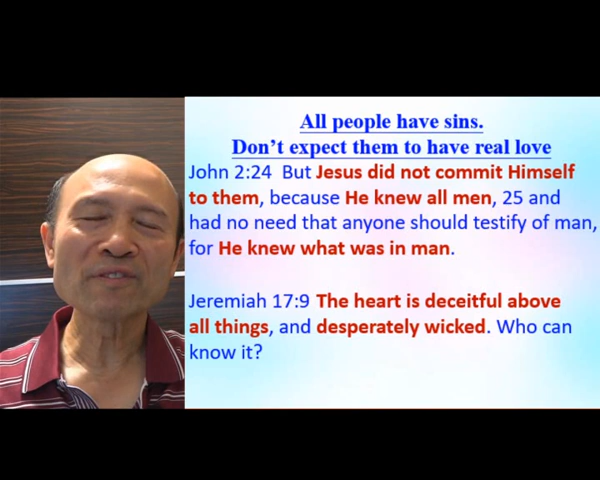 All people have sins.
Don't expect them to have real love
John 2:24  But Jesus did not commit Himself
to them, because He knew all men, 25 and
had no need that anyone should testify of man,
for He knew what was in man.
Jeremiah 17:9 The heart is deceitful above
all things, and desperately wicked. Who can
know it?